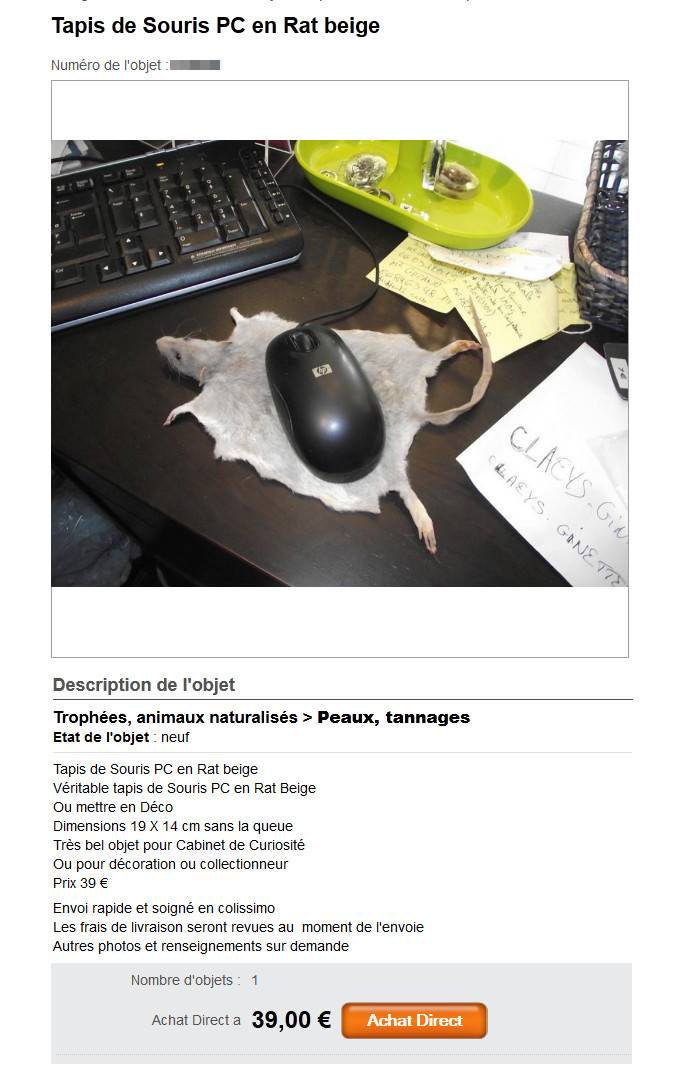 Tapis de Souris PC en Rat beige
Numéro de l'objet :
hp
CLAEYS. Gin
CLAEYS. GINETTE
Description de l'objet
Trophées, animaux naturalisés > Peaux, tannages
Etat de l'objet : neuf
Tapis de Souris PC en Rat beige
Véritable tapis de Souris PC en Rat Beige
Ou mettre en Déco
Dimensions 19 X 14 cm sans la queue
Très bel objet pour Cabinet de Curiosité
Ou pour décoration ou collectionneur
Prix 39 €
Envoi rapide et soigné en colissimo
Les frais de livraison seront revues au moment de l'envoie
Autres photos et renseignements sur demande
Nombre d'objets : 1
Achat Direct a 39,00 € Achat Direct